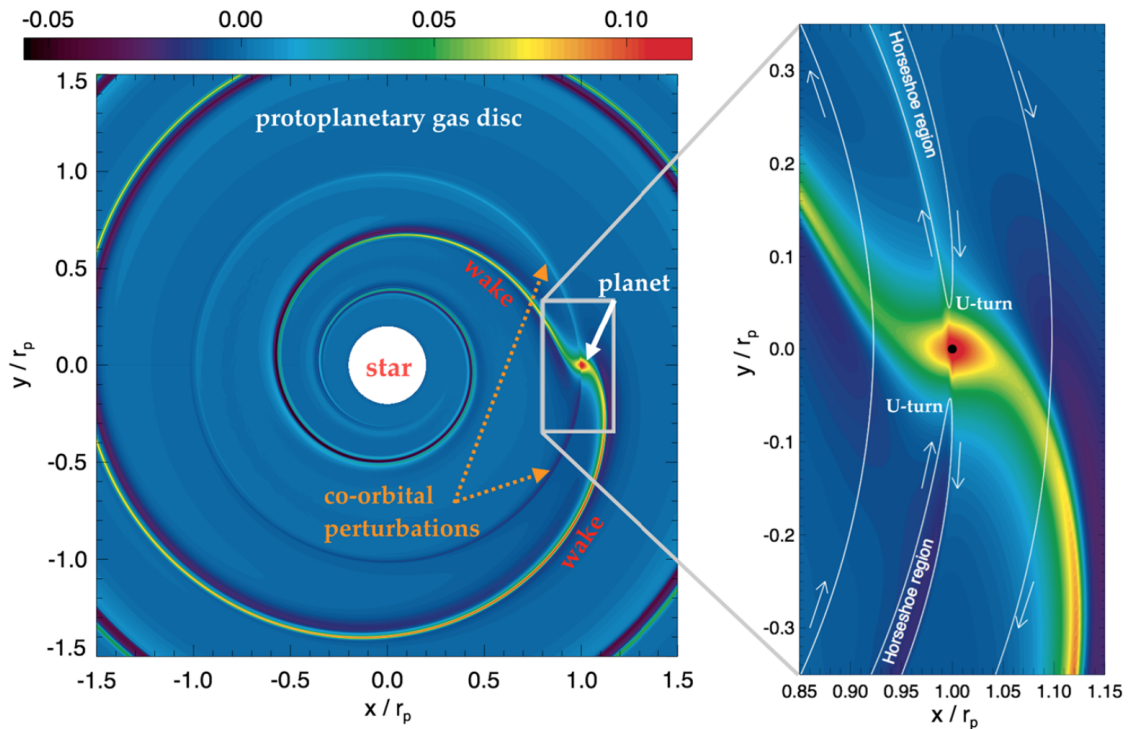 -0.05 0.00 0.05 0.10
1.5
1.0
0.5
0.0
-0.5
-1.0
-1.5
y / rp
-1.5 -1.0 -0.5 0.0 0.5 1.0 1.5
x / rp
protoplanetary gas disc
wake
planet
star
co-orbital
perturbations
wake
0.3
0.2
0.1
0.0
-0.1
-0.2
-0.3
y / rp
0.85 0.90 0.95 1.00 1.05 1.10 1.15
x / rp
Horseshoe region
U-turn
U-turn
Horseshoe region